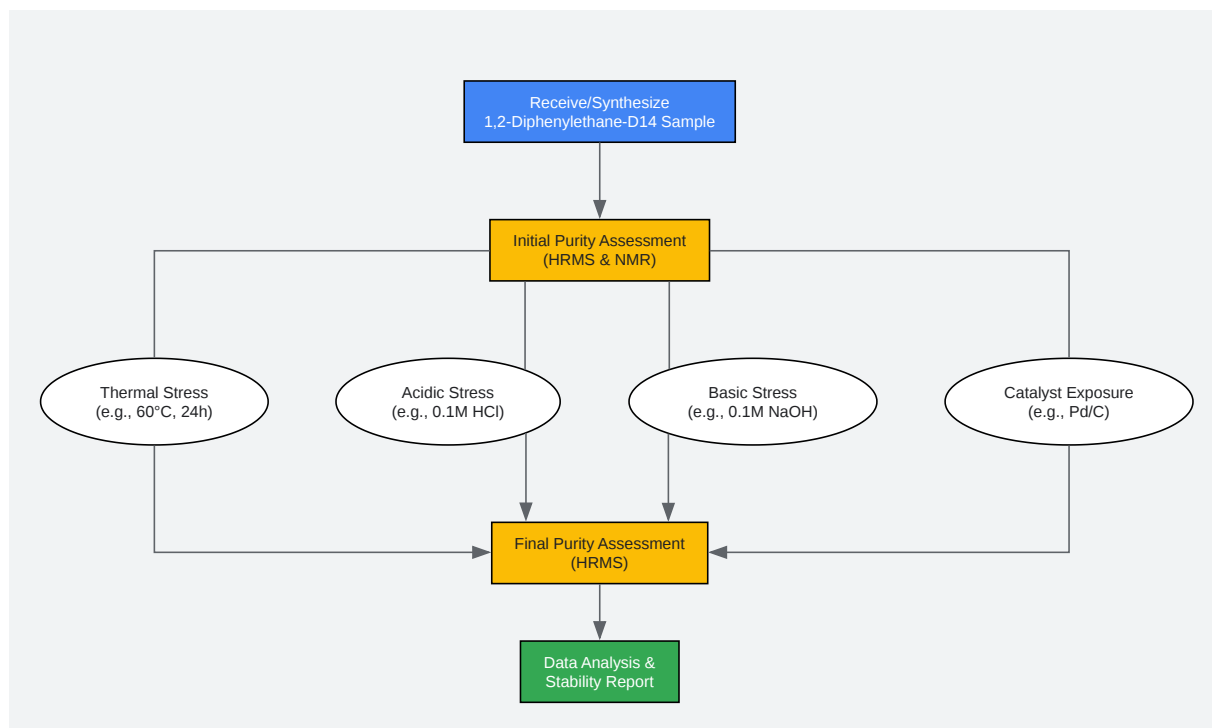 Receive/Synthesize
1,2-Diphenylethane-D14 Sample
Initial Purity Assessment
(HRMS & NMR)
Thermal Stress
(e.g., 60°C, 24h)
Acidic Stress
(e.g., 0.1M HCl)
Basic Stress
(e.g., 0.1M NaOH)
Catalyst Exposure
(e.g., Pd/C)
Final Purity Assessment
(HRMS)
Data Analysis &
Stability Report